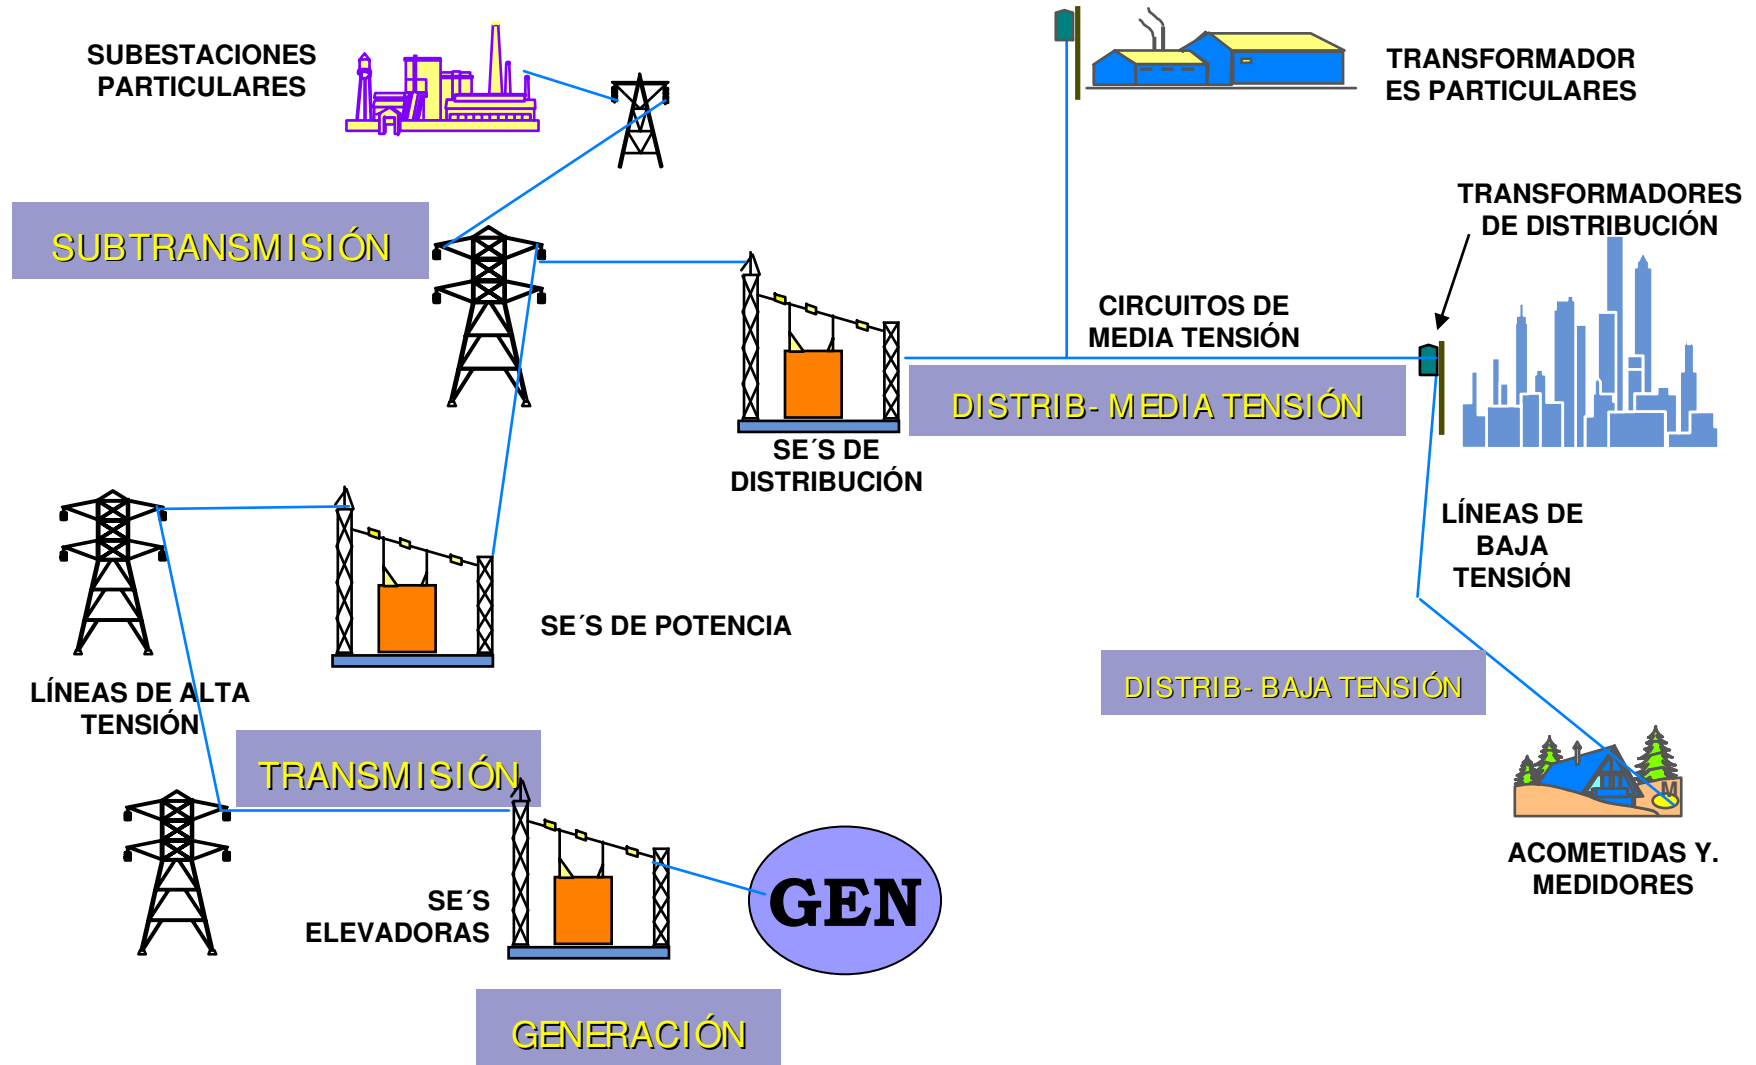 SUBESTACIONES
PARTICULARES
TRANSFORMADOR
ES PARTICULARES
TRANSFORMADORES
DE DISTRIBUCIÓN
SUBTRANSMISIÓN
CIRCUITOS DE
MEDIA TENSIÓN
DISTRIB- MEDIA TENSIÓN
SE´S DE
DISTRIBUCIÓN
LÍNEAS DE
BAJA
TENSIÓN
SE´S DE POTENCIA
LÍNEAS DE ALTA
TENSIÓN
DISTRIB- BAJA TENSIÓN
TRANSMISIÓN
M
ACOMETIDAS Y.
MEDIDORES
SE´S
ELEVADORAS
GEN
GENERACIÓN